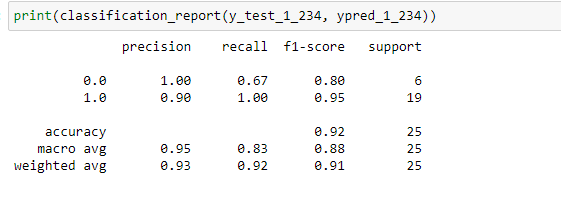 print(classification_report(y_test_1_234, ypred_1_234))
precision recall f1-score support
0.0 1.00 0.67 0.80 6
1.0 0.90 1.00 0.95 19
accuracy 0.92 25
macro avg 0.95 0.83 0.88 25
weighted avg 0.93 0.92 0.91 25